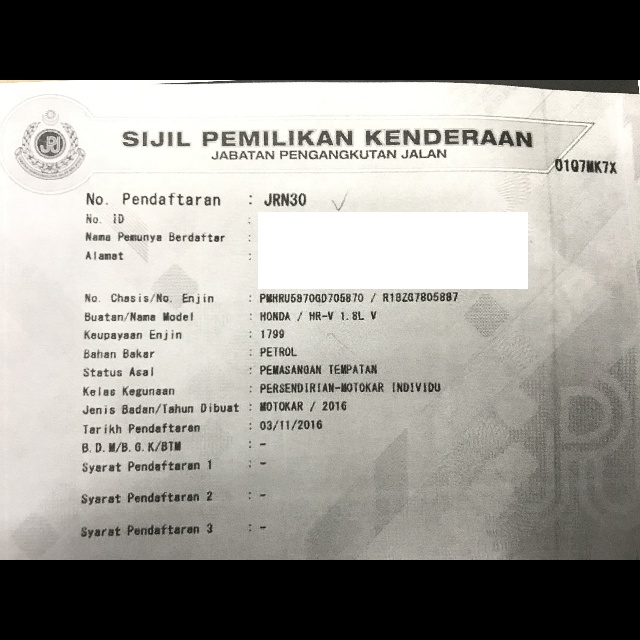 SIJIL PEMILIKAN KENDERAAN
JABATAN PENGANGKUTAN JALAN
0107MK7X
No. Pendaftaran : JRN30
No. ID :
Nama Pemunya Berdaftar :
Alamat :
No. Chasis/No. Enjin : PMHRU5870GD705870 / R18ZG7805887
Buatan/Nama Model : HONDA / HR-V 1.8L V
Keupayaan Enjin : 1799
Bahan Bakar : PETROL
Status Asal : PEMASANGAN TEMPATAN
Kelas Kegunaan : PERSENDIRIAN-MOTOKAR INDIVIDU
Jenis Badan/Tahun Dibuat : MOTOKAR / 2016
Tarikh Pendaftaran : 03/11/2016
B.D.M/B.G.K/BTM : -
Syarat Pendaftaran 1 : -
Syarat Pendaftaran 2 : -
Syarat Pendaftaran 3 : -